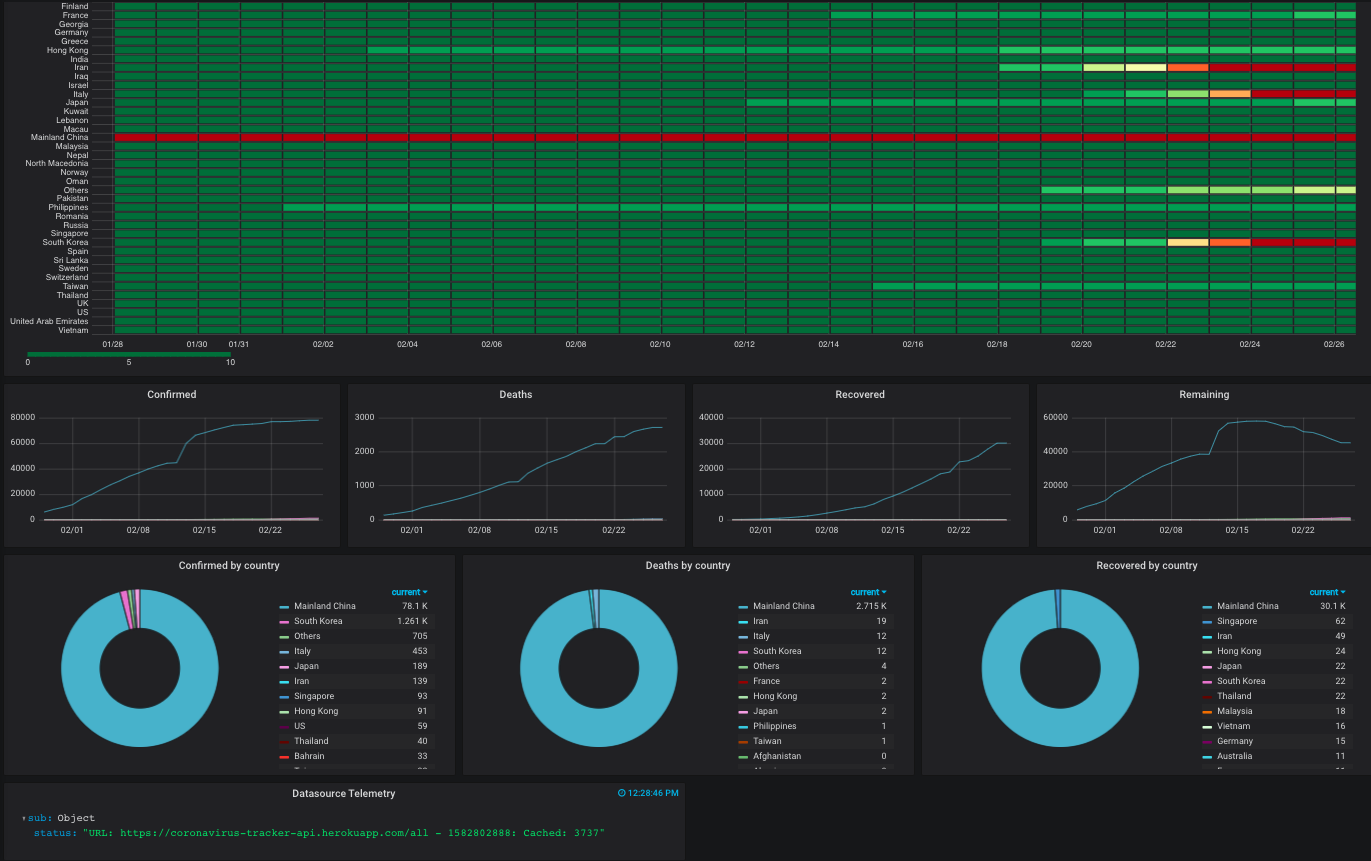 Finland
France
Georgia
Germany
Greece
Hong Kong
India
Iran
Iraq
Israel
Italy
Japan
Kuwait
Lebanon
Macau
Mainland China
Malaysia
Nepal
North Macedonia
Norway
Oman
Others
Pakistan
Philippines
Romania
Russia
Singapore
South Korea
Spain
Sri Lanka
Sweden
Switzerland
Taiwan
Thailand
UK
US
United Arab Emirates
Vietnam
01/28 01/30 01/31 02/02 02/04 02/06 02/08 02/10 02/12 02/14 02/16 02/18 02/20 02/22 02/24 02/26
0 5 10
Confirmed
80000
60000
40000
20000
0
02/01 02/08 02/15 02/22
Deaths
3000
2000
1000
0
02/01 02/08 02/15 02/22
Recovered
40000
30000
20000
10000
0
02/01 02/08 02/15 02/22
Remaining
60000
40000
20000
0
02/01 02/08 02/15 02/22
Confirmed by country
current
Mainland China 78.1 K
South Korea 1.261 K
Others 705
Italy 453
Japan 189
Iran 139
Singapore 93
Hong Kong 91
US 59
Thailand 40
Bahrain 33
Deaths by country
current
Mainland China 2.715 K
Iran 19
Italy 12
South Korea 12
Others 4
France 2
Hong Kong 2
Japan 2
Philippines 1
Taiwan 1
Afghanistan 0
Recovered by country
current
Mainland China 30.1 K
Singapore 62
Iran 49
Hong Kong 24
Japan 22
South Korea 22
Thailand 22
Malaysia 18
Vietnam 16
Germany 15
Australia 11
Datasource Telemetry
12:28:46 PM
sub: Object
status: "URL: https://coronavirus-tracker-api.herokuapp.com/all - 1582802888: Cached: 3737"